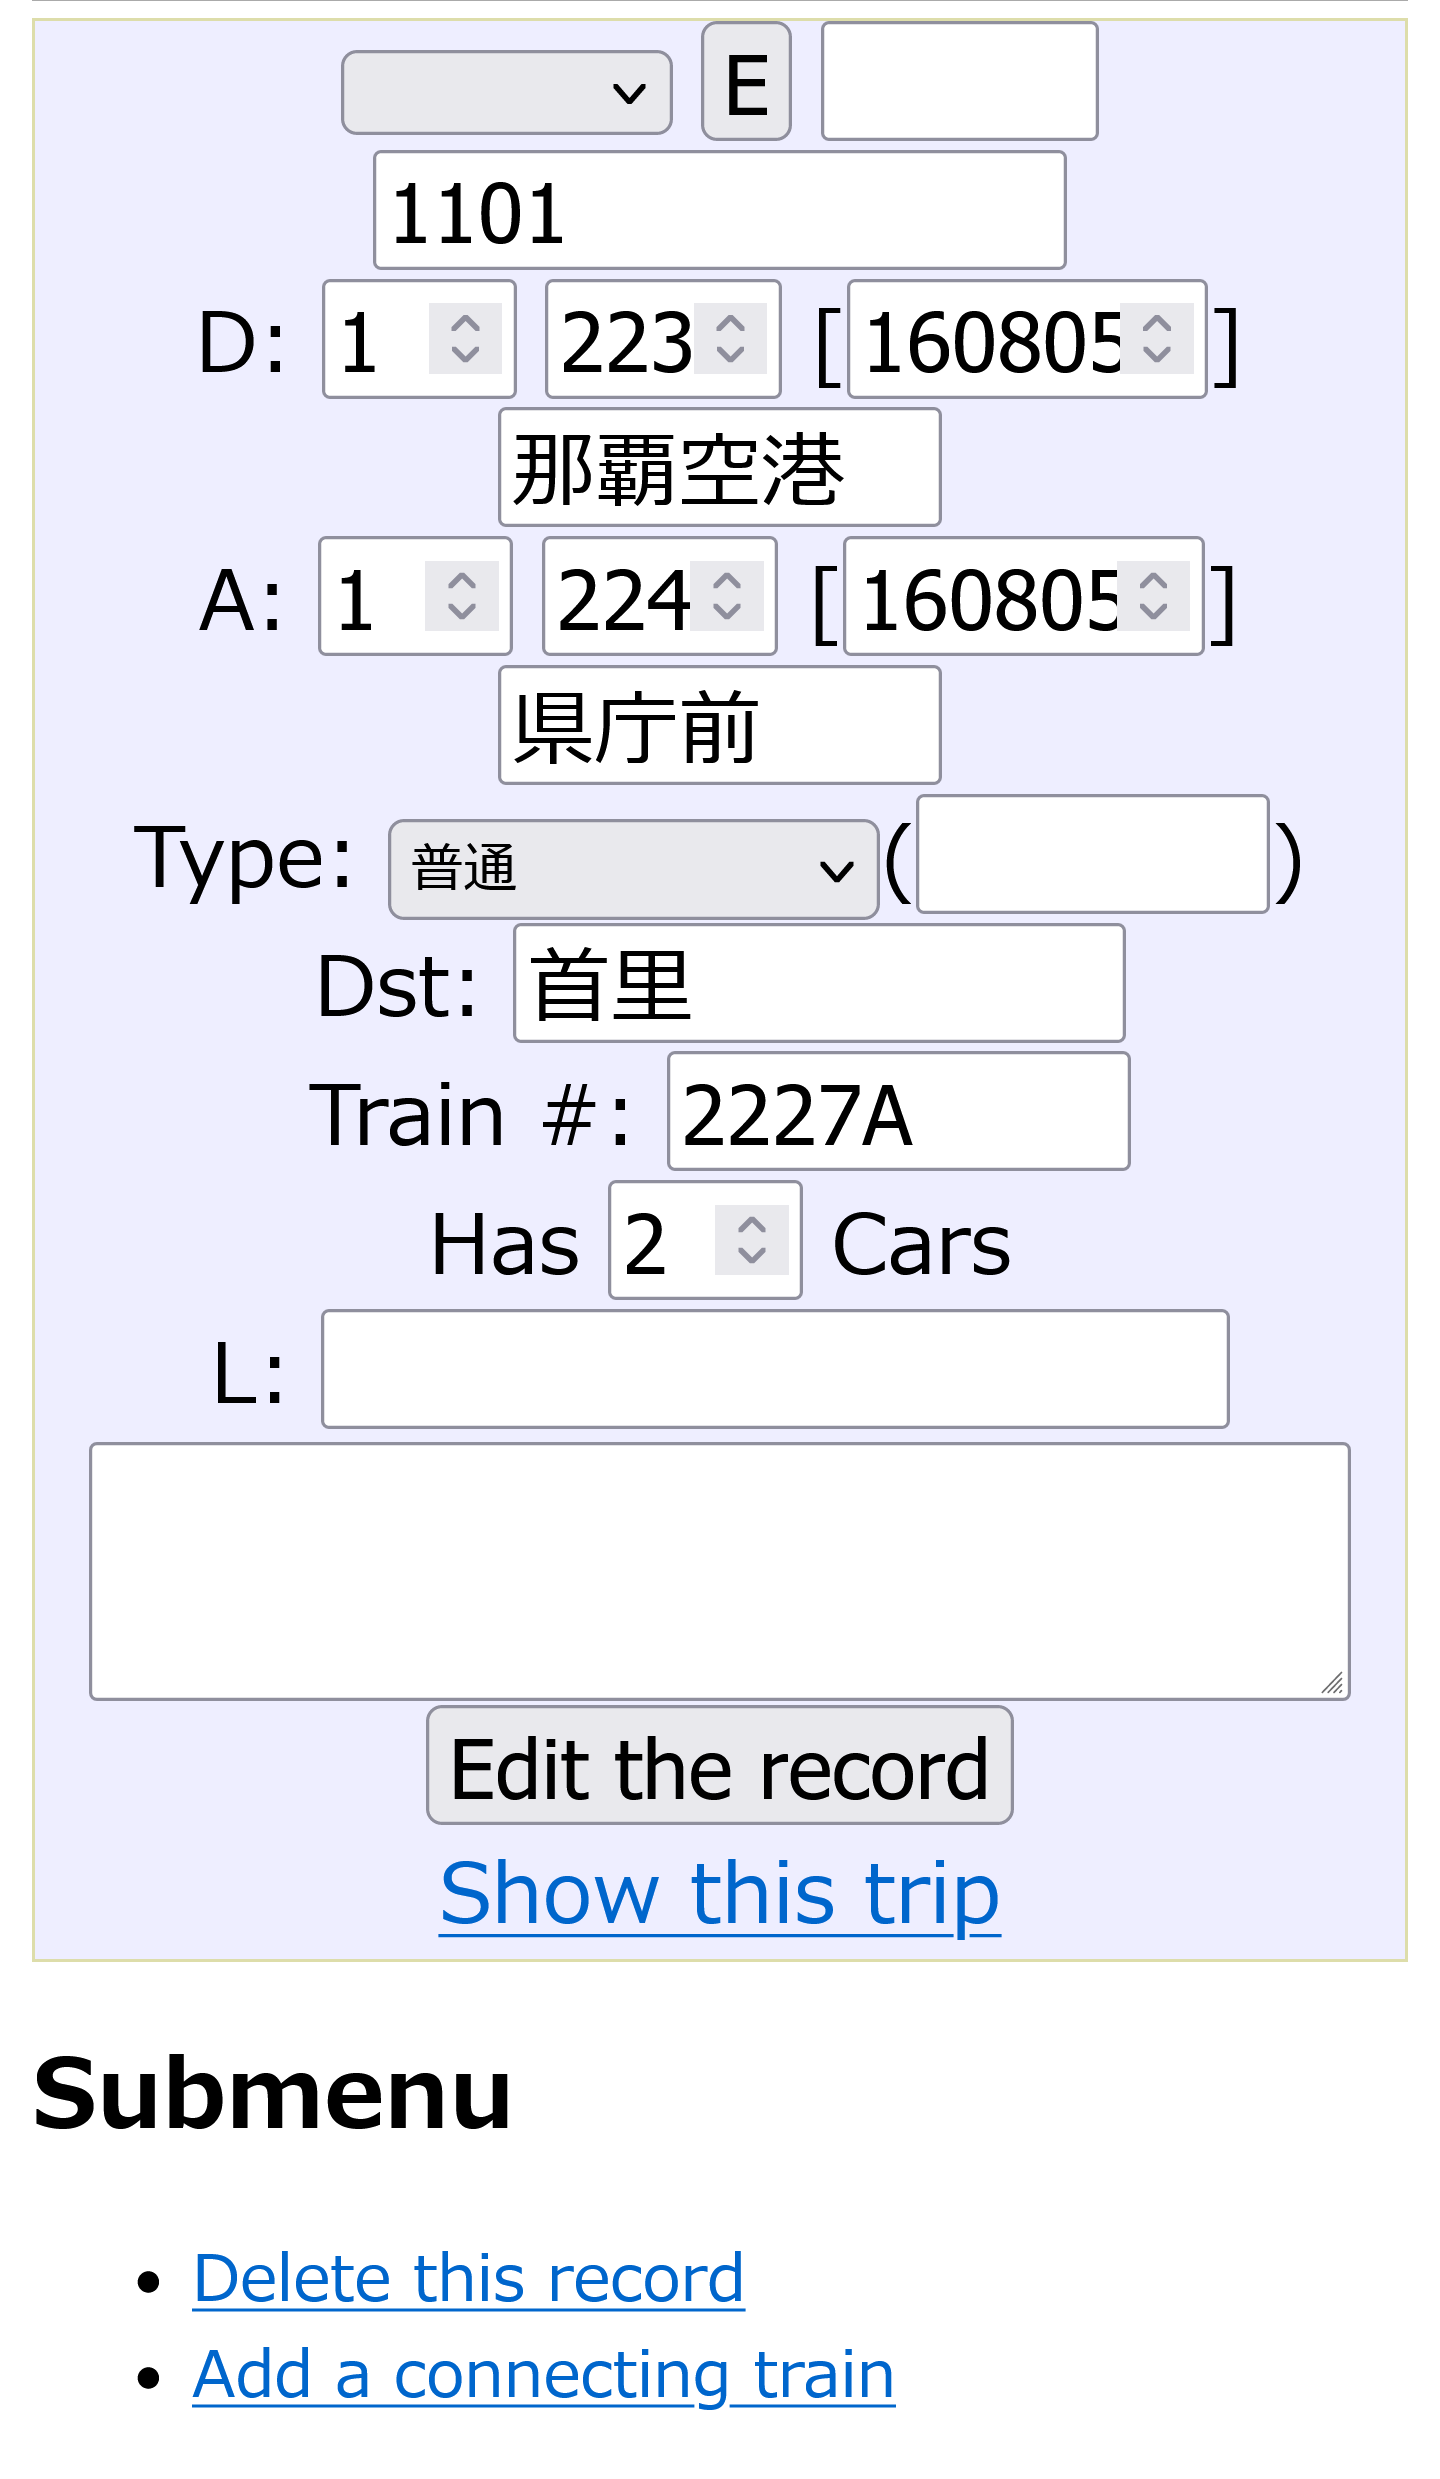 E
1101
D: 1 223 [160805]
那覇空港
A: 1 224 [160805]
県庁前
Type: 普通 ( )
Dst: 首里
Train #: 2227A
Has 2 Cars
L:
Edit the record
Show this trip
Submenu
• Delete this record
• Add a connecting train